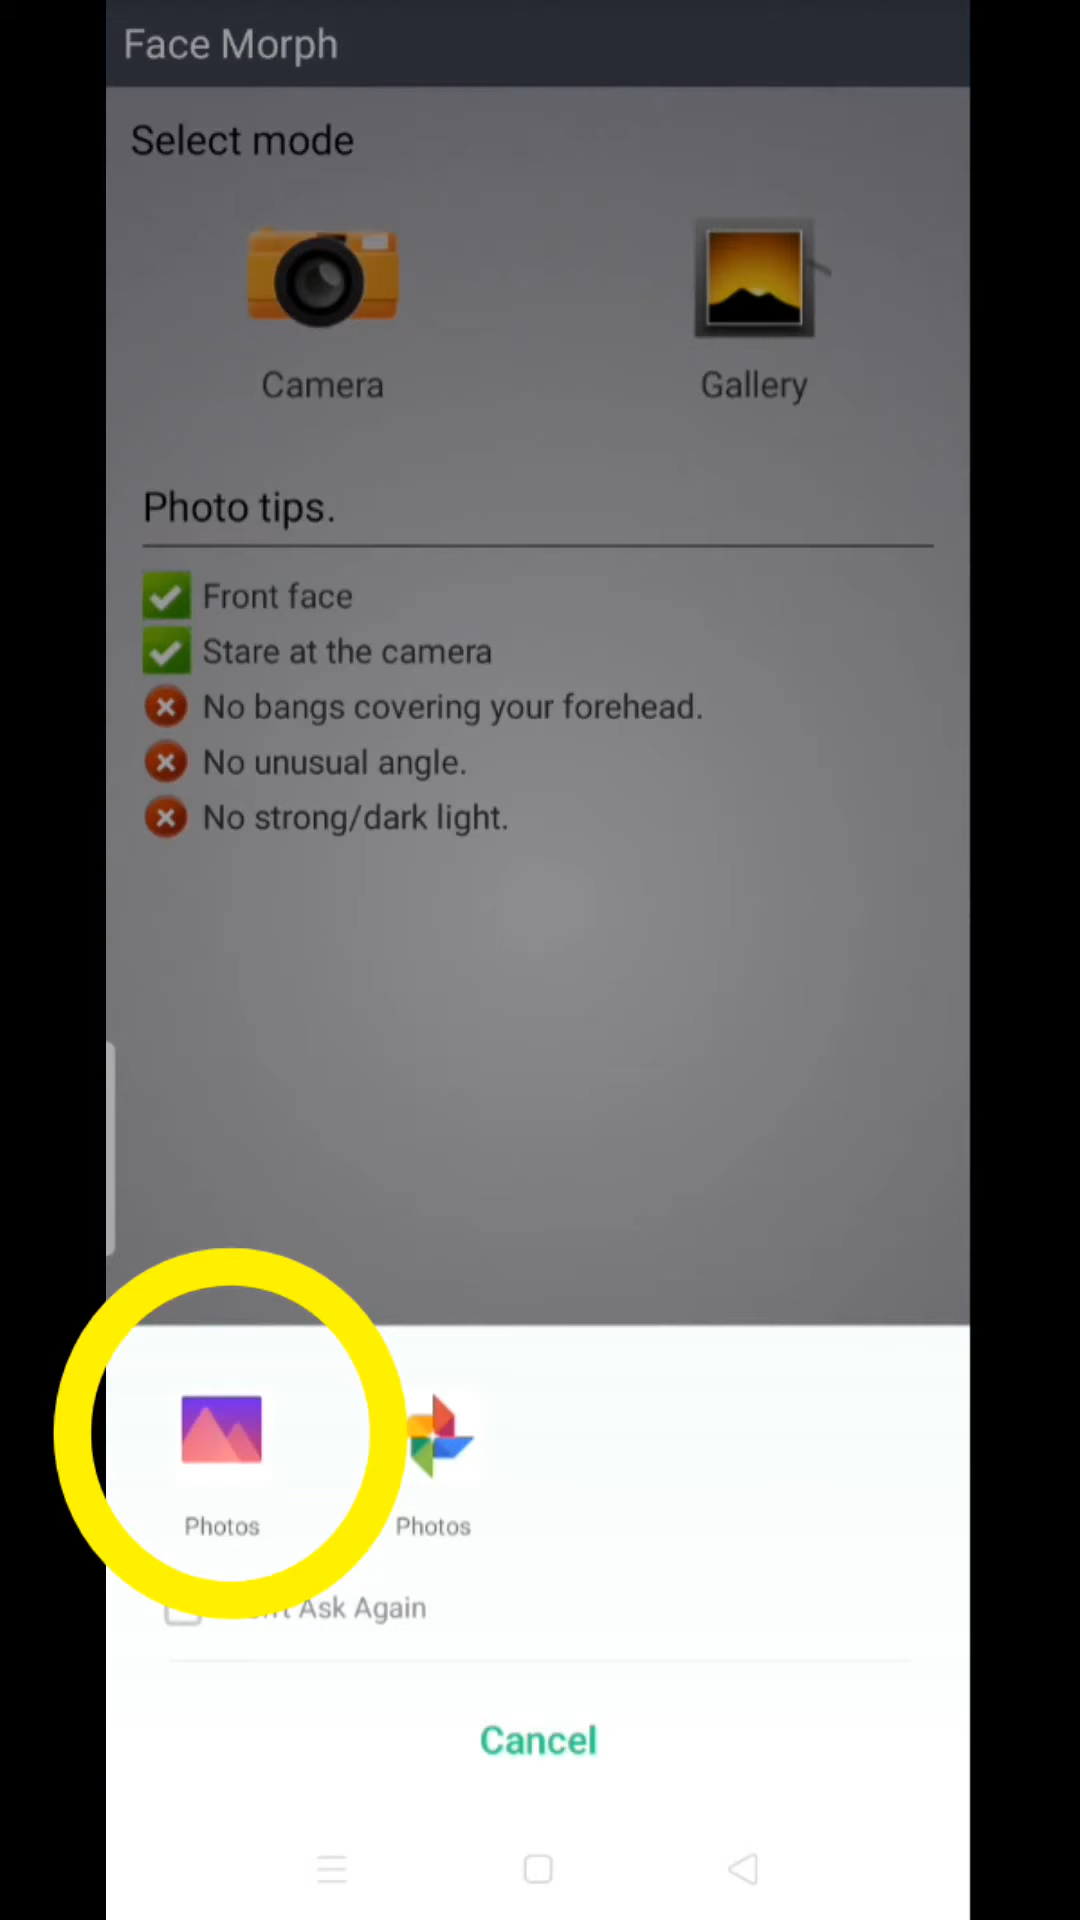 Face Morph
Select mode
Camera
Gallery
Photo tips.
Front face
Stare at the camera
No bangs covering your forehead.
No unusual angle.
No strong/dark light.
Photos
Photos
Ask Again
Cancel